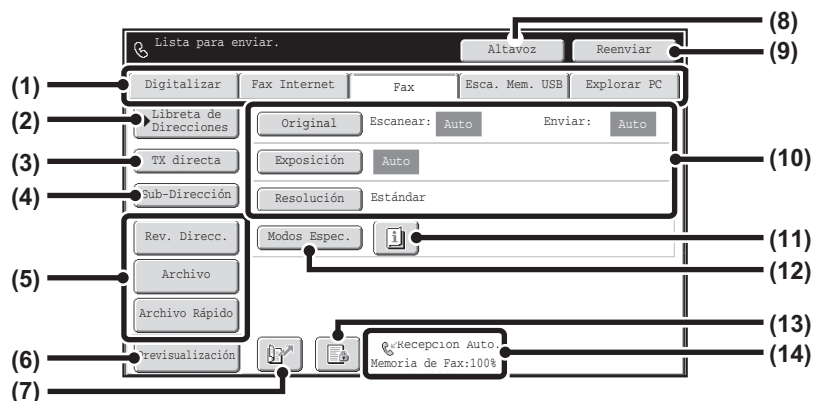 (8)
Lista para enviar.
Altavoz
Reenviar
(9)
(1)
Digitalizar
Fax Internet
Fax
Esca. Mem. USB
Explorar PC
(2)
Libreta de
Direcciones
Original
Escanear:
Auto
Enviar:
Auto
(3)
TX directa
Exposición
Auto
(10)
(4)
Sub-Dirección
Resolución
Estándar
(5)
Rev. Direcc.
Modos Espec.
(11)
Archivo
(12)
Archivo Rápido
(13)
(6)
Previsualización
Recepcion Auto.
Memoria de Fax:100%
(14)
(7)